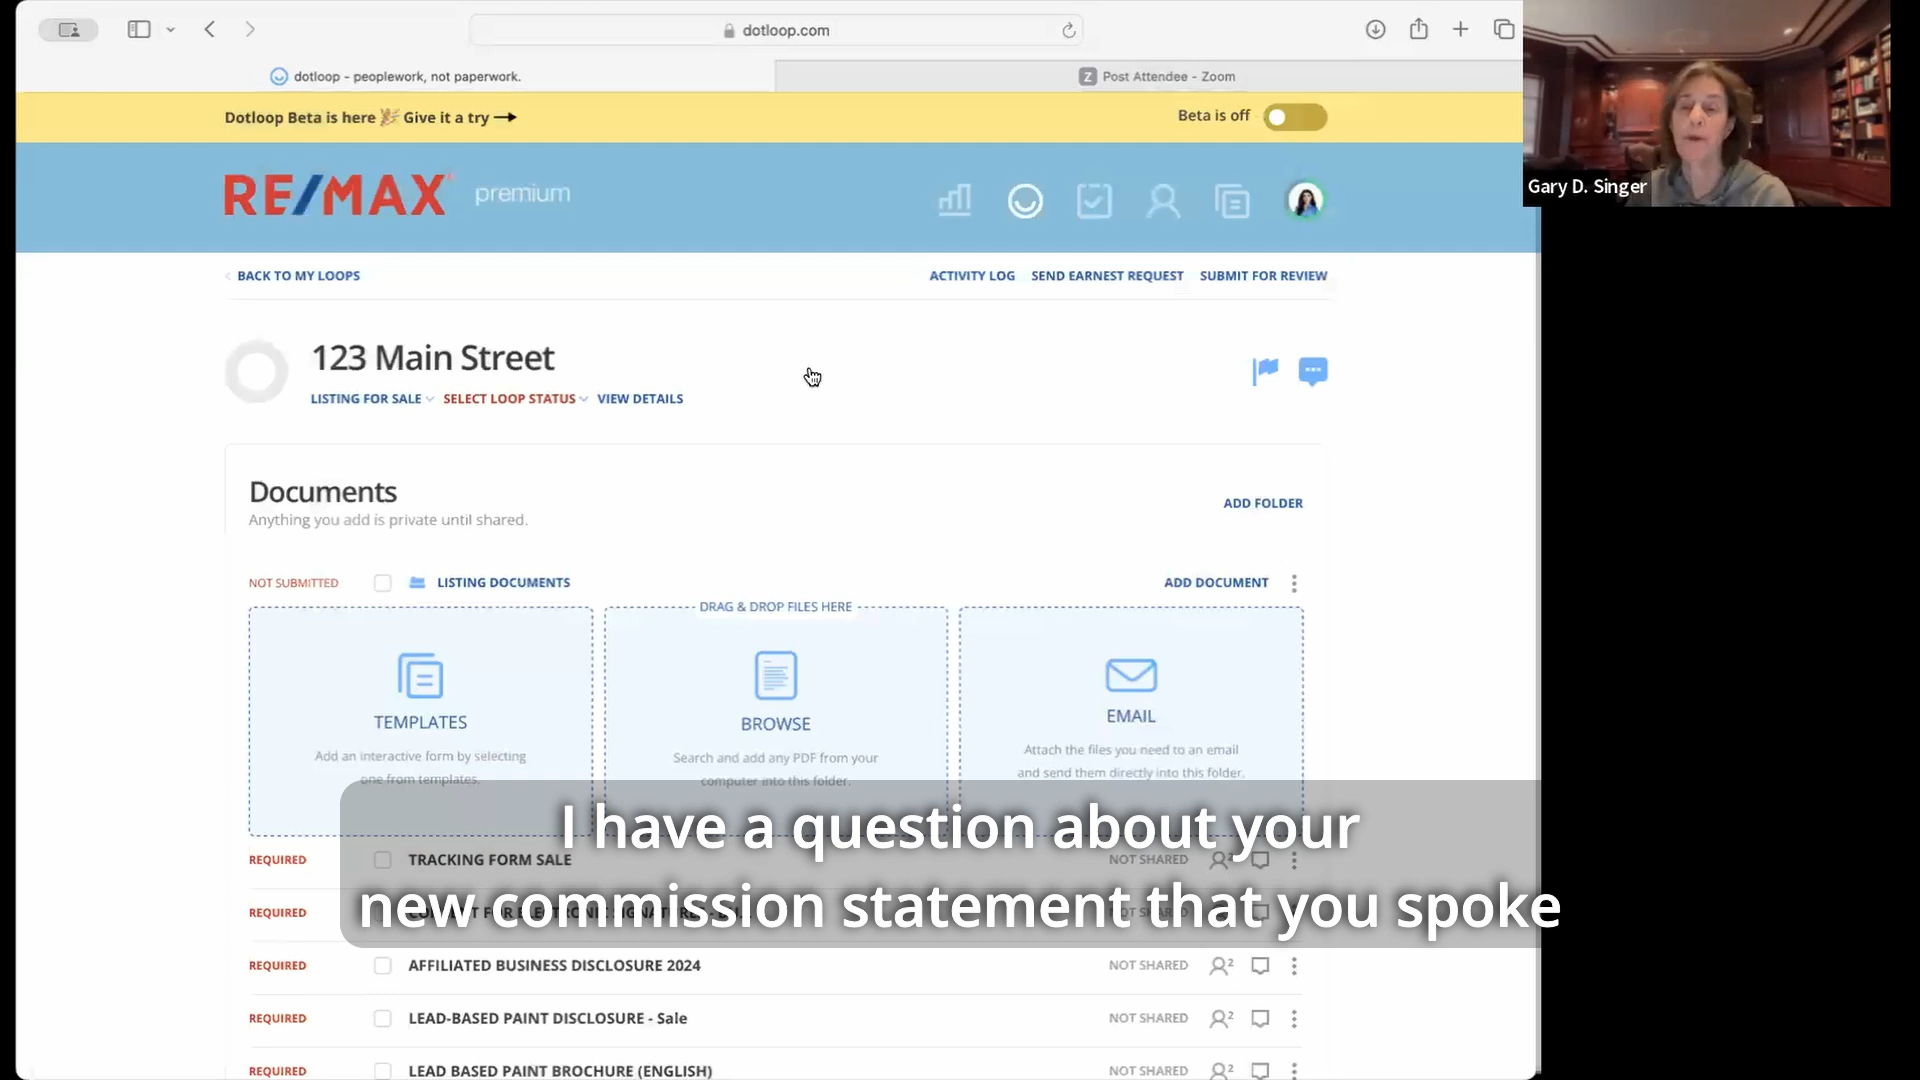 dotloop.com
dotloop - peoplework, not paperwork.
Z Post Attendee - Zoom
Dotloop Beta is here 🎉 Give it a try →
Beta is off
RE/MAX premium
Gary D. Singer
BACK TO MY LOOPS
ACTIVITY LOG SEND EARNEST REQUEST SUBMIT FOR REVIEW
123 Main Street
LISTING FOR SALE SELECT LOOP STATUS VIEW DETAILS
Documents
Anything you add is private until shared.
ADD FOLDER
NOT SUBMITTED LISTING DOCUMENTS ADD DOCUMENT
DRAG & DROP FILES HERE
TEMPLATES
Add an interactive form by selecting
one from templates.
BROWSE
Search and add any PDF from your
computer into this folder.
EMAIL
Attach the files you need to an email
and send them directly into this folder.
I have a question about your
new commission statement that you spoke
REQUIRED TRACKING FORM SALE NOT SHARED 2
REQUIRED NOT SHARED
REQUIRED AFFILIATED BUSINESS DISCLOSURE 2024 NOT SHARED 2
REQUIRED LEAD-BASED PAINT DISCLOSURE - Sale NOT SHARED 2
REQUIRED LEAD BASED PAINT BROCHURE (ENGLISH) NOT SHARED 2